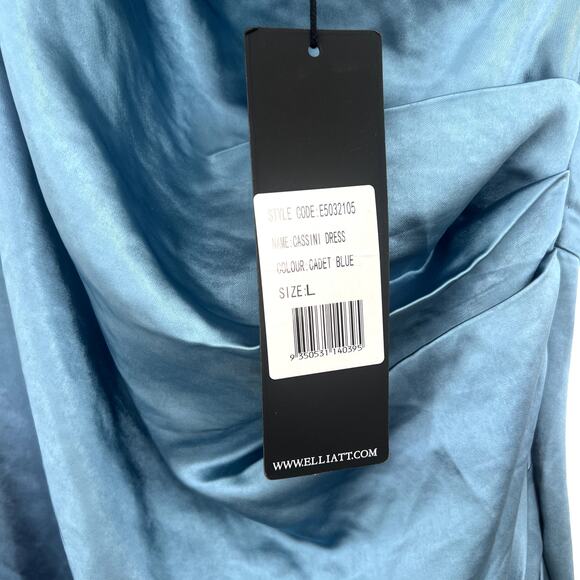 STYLE CODE:E5032105
NAME:CASSINI DRESS
COLOUR:CADET BLUE
SIZE:L
9 350531 140395
WWW.ELLIATT.COM